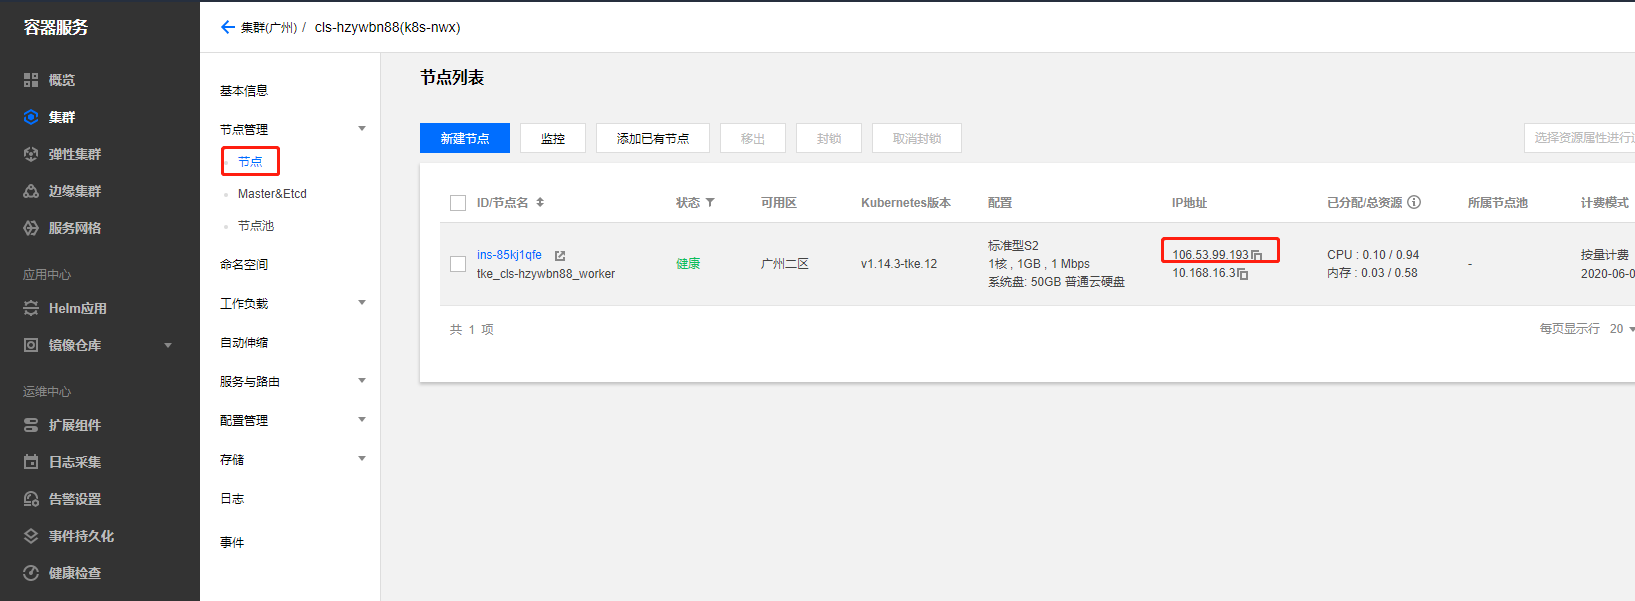 容器服务
概览
集群
弹性集群
边缘集群
服务网格
应用中心
Helm应用
镜像仓库
运维中心
扩展组件
日志采集
告警设置
事件持久化
健康检查
集群(广州) / cls-hzywbn88(k8s-nwx)
基本信息
节点管理
节点
Master&Etcd
节点池
命名空间
工作负载
自动伸缩
服务与路由
配置管理
存储
日志
事件
节点列表
新建节点 监控 添加已有节点 移出 封锁 取消封锁 选择资源属性进行
ID/节点名 状态 可用区 Kubernetes版本 配置 IP地址 已分配/总资源 所属节点池 计费模式
ins-85kj1qfe
tke_cls-hzywbn88_worker
健康
广州二区
v1.14.3-tke.12
标准型S2
1核 , 1GB , 1 Mbps
系统盘: 50GB 普通云硬盘
106.53.99.193
10.168.16.3
CPU : 0.10 / 0.94
内存 : 0.03 / 0.58
-
按量计费
2020-06-0
共 1 项
每页显示行 20